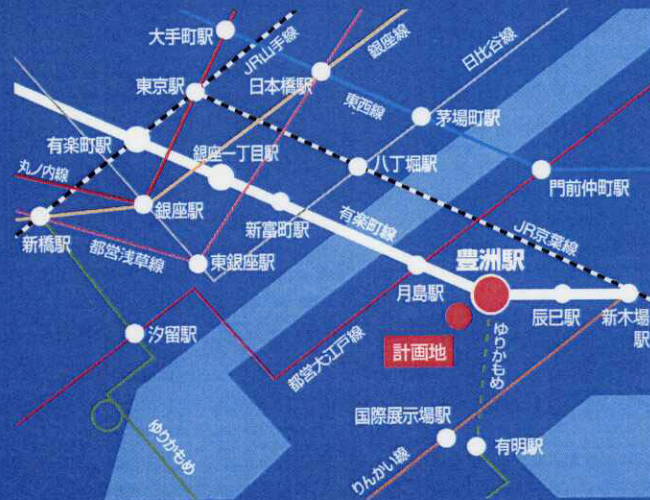 大手町駅
JR山手線
銀座線
日比谷線
東京駅
日本橋駅
東西線
茅場町駅
有楽町駅
銀座一丁目駅
八丁堀駅
丸ノ内線
門前仲町駅
銀座駅
新富町駅
有楽町線
JR京葉線
新橋駅
都営浅草線
東銀座駅
豊洲駅
月島駅
辰巳駅
新木場駅
汐留駅
計画地
ゆりかもめ
都営大江戸線
国際展示場駅
有明駅
ゆりかもめ
りんかい線